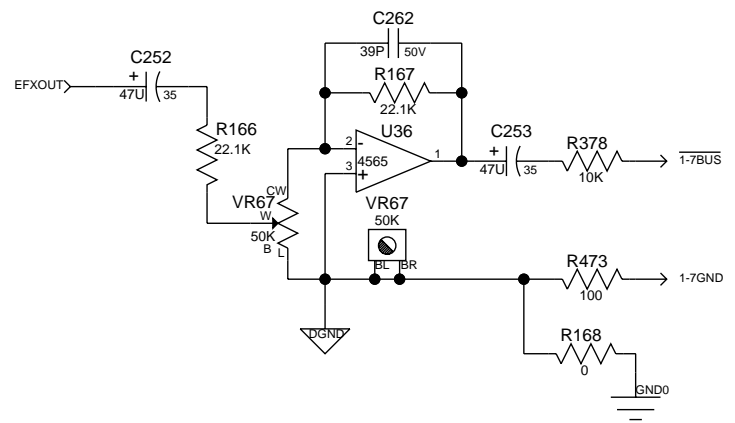 C262
39P 50V
C252
EFXOUT
+
47U 35
R167
22.1K
R166
22.1K
U36
2 -
4565
3 +
1
C253
+
47U 35
R378
10K
1-7BUS
CW
VR67
W
50K
B L
VR67
50K
BL BR
R473
100
1-7GND
DGND
R168
0
GND0